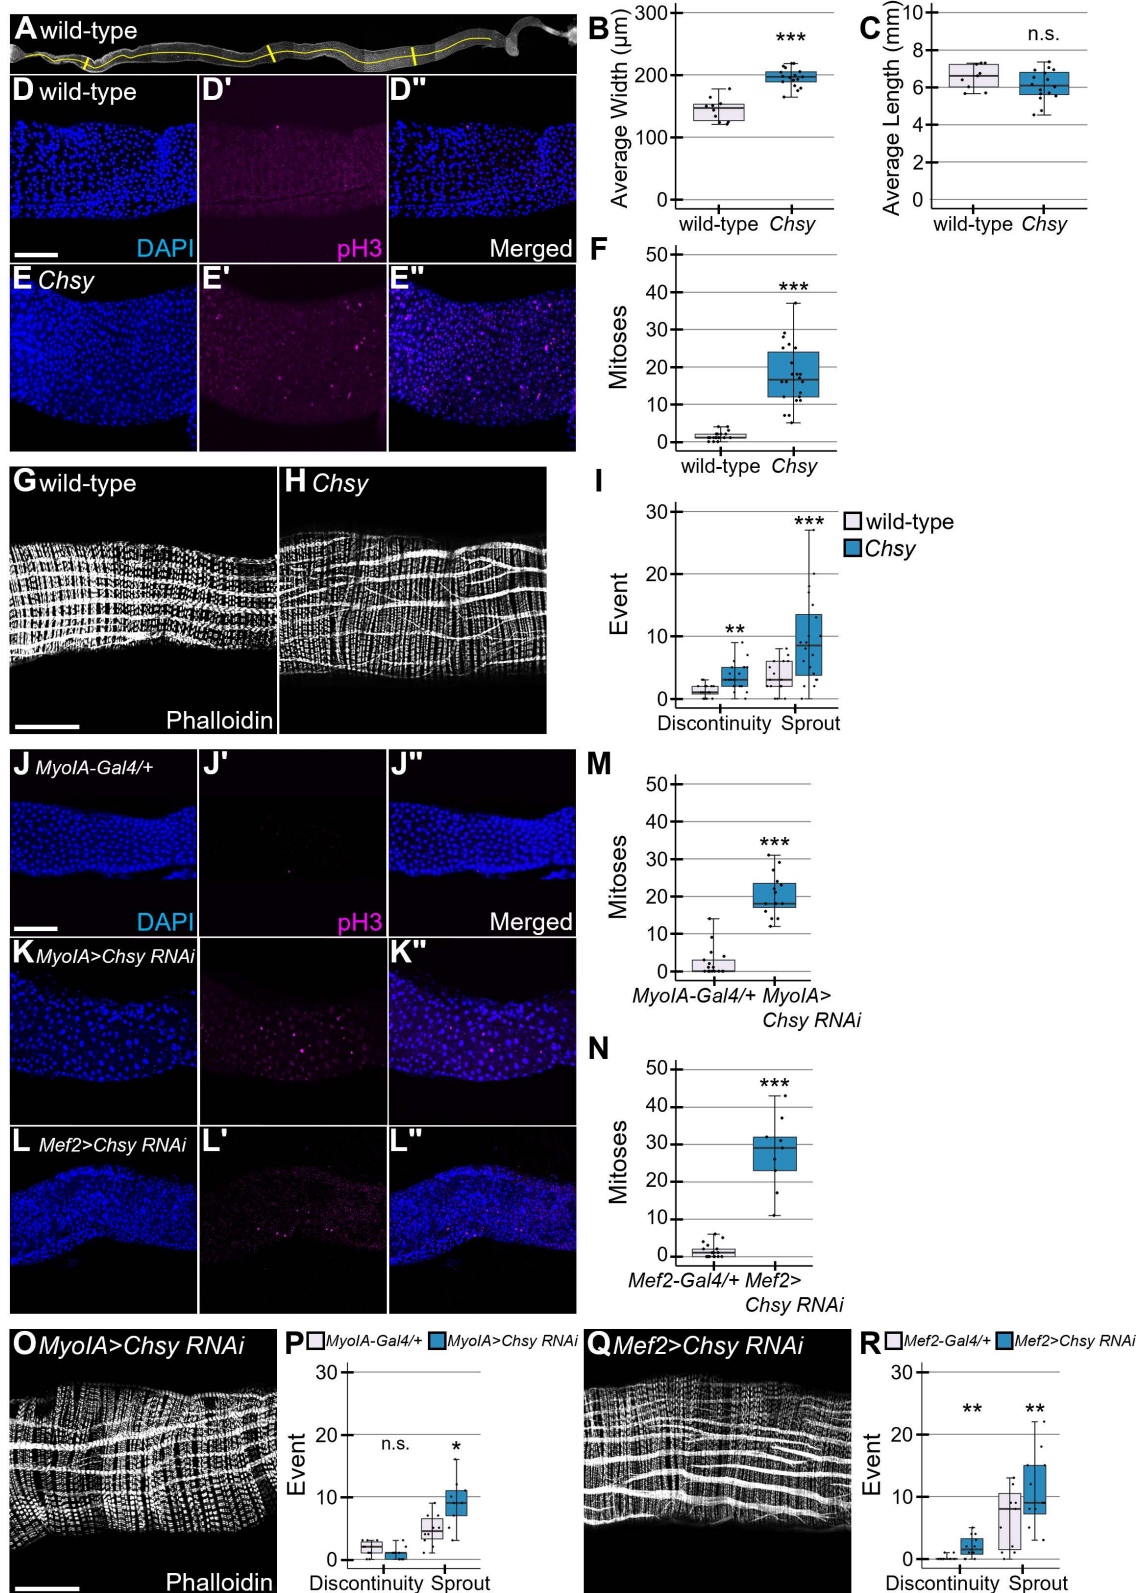 A wild-type
B
Average Width (μm)
300
200
100
0
***
wild-type Chsy
C
Average Length (mm)
10
8
6
4
2
0
n.s.
wild-type Chsy
D wild-type D' D"
DAPI pH3 Merged
E Chsy E' E"
F
Mitoses
50
40
30
20
10
0
***
wild-type Chsy
G wild-type
Phalloidin
H Chsy
I
Event
30
20
10
0
** ***
Discontinuity Sprout
wild-type
Chsy
J MyoIA-Gal4/+ J' J"
DAPI pH3 Merged
K MyoIA>Chsy RNAi K"
L Mef2>Chsy RNAi L' L"
M
Mitoses
50
40
30
20
10
0
***
MyoIA-Gal4/+ MyoIA>
Chsy RNAi
N
Mitoses
50
40
30
20
10
0
***
Mef2-Gal4/+ Mef2>
Chsy RNAi
O MyoIA>Chsy RNAi
Phalloidin
P MyoIA-Gal4/+ MyoIA>Chsy RNAi
Event
30
20
10
0
n.s. *
Discontinuity Sprout
Q Mef2>Chsy RNAi
R Mef2-Gal4/+ Mef2>Chsy RNAi
Event
30
20
10
0
** **
Discontinuity Sprout